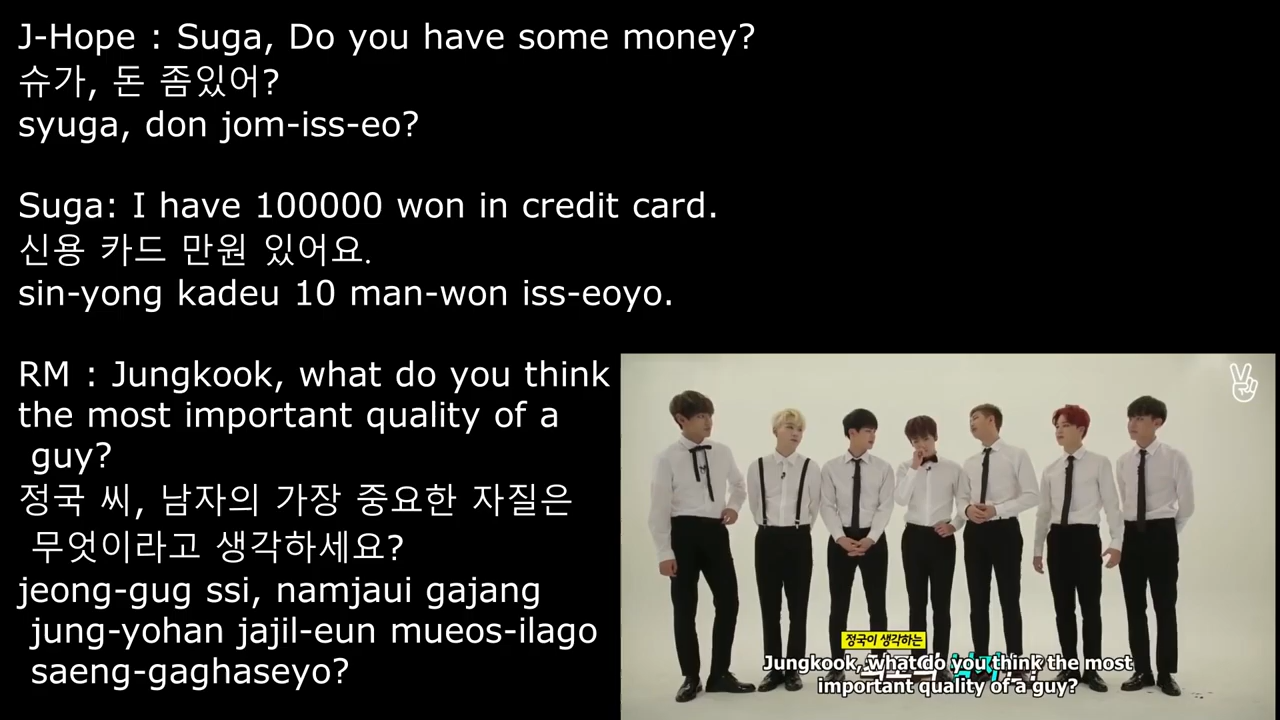 J-Hope : Suga, Do you have some money?
슈가, 돈 좀있어?
syuga, don jom-iss-eo?
Suga: I have 100000 won in credit card.
신용 카드 만원 있어요.
sin-yong kadeu 10 man-won iss-eoyo.
RM : Jungkook, what do you think
the most important quality of a
guy?
정국 씨, 남자의 가장 중요한 자질은
무엇이라고 생각하세요?
jeong-gug ssi, namjaui gajang
jung-yohan jajil-eun mueos-ilago
saeng-gaghaseyo?
정국이 생각하는
Jungkook, what do you think the most
important quality of a guy?